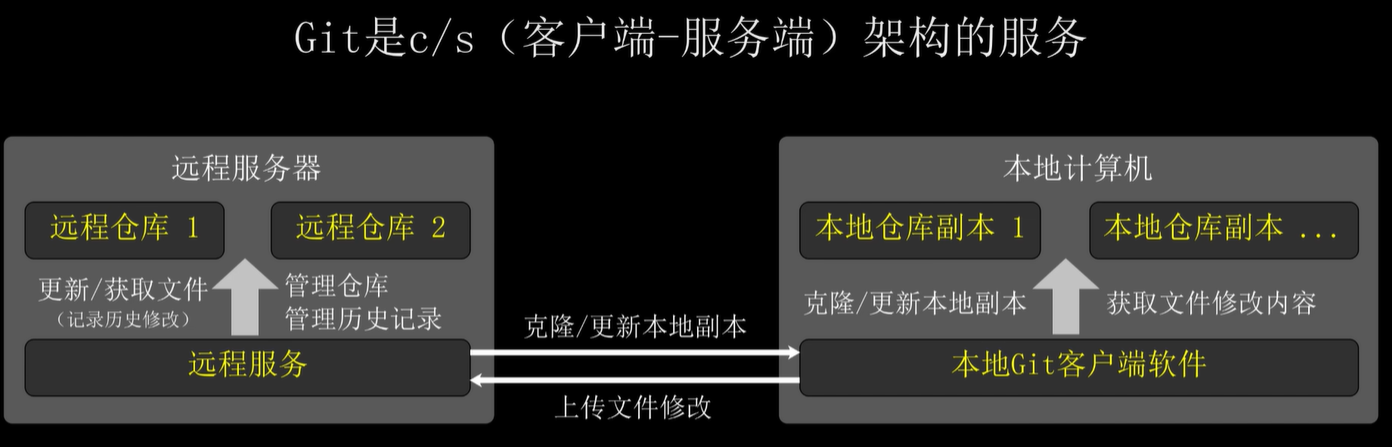 Git是c/s（客户端-服务端）架构的服务
远程服务器
远程仓库 1
远程仓库 2
更新/获取文件
（记录历史修改）
管理仓库
管理历史记录
远程服务
克隆/更新本地副本
上传文件修改
本地计算机
本地仓库副本 1
本地仓库副本 ...
克隆/更新本地副本
获取文件修改内容
本地Git客户端软件